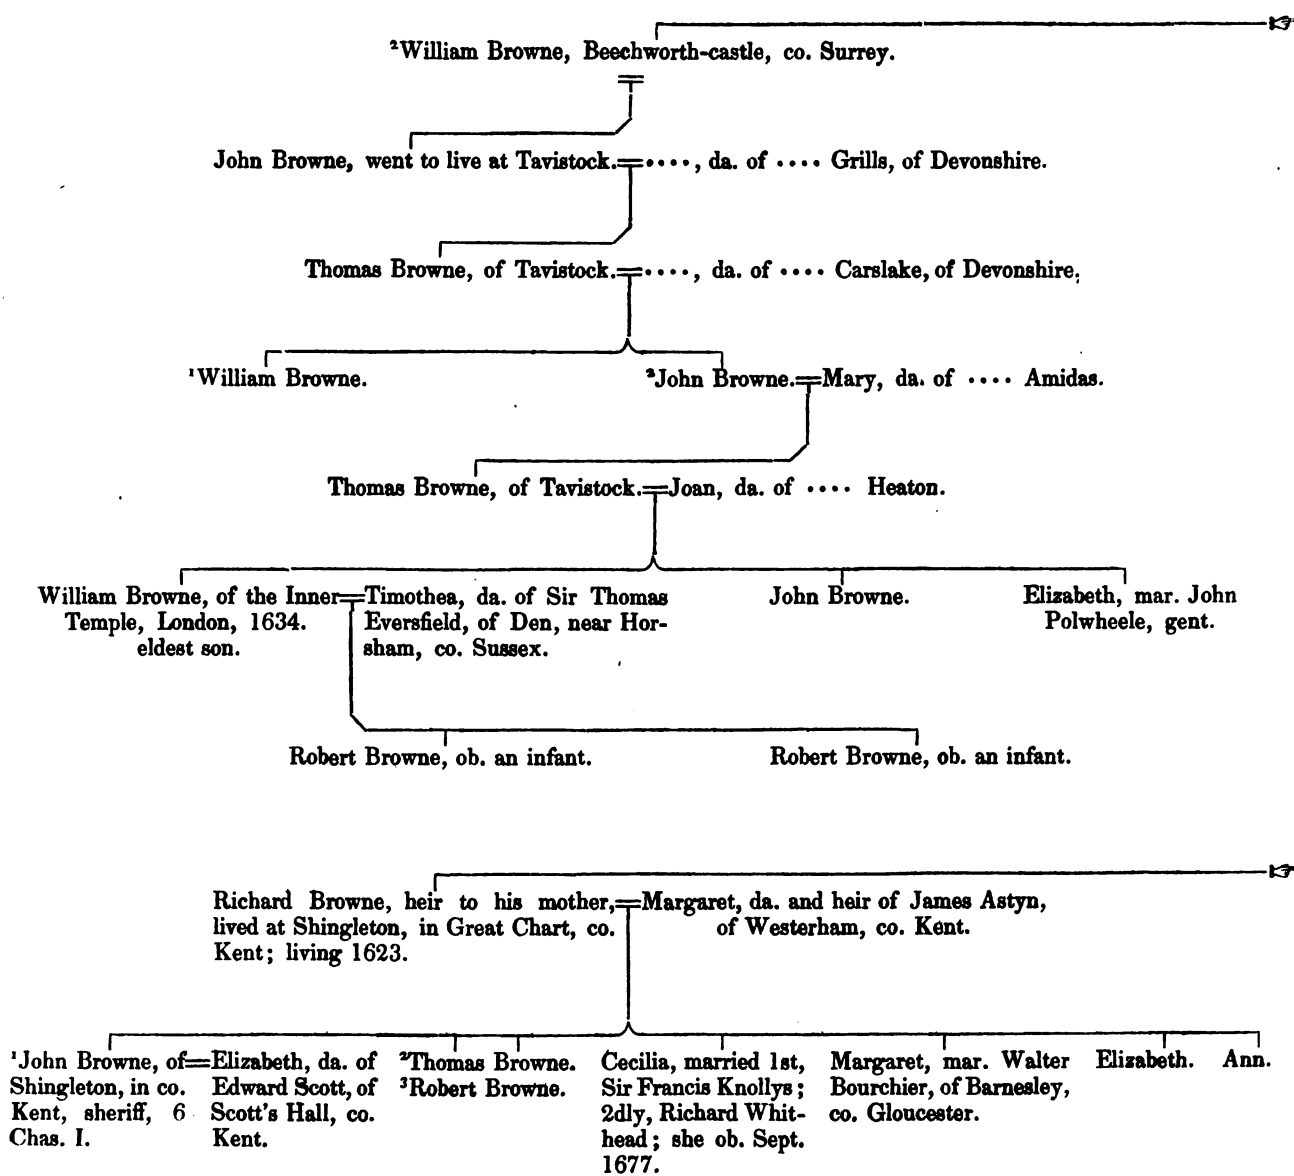 ²William Browne, Beechworth-castle, co. Surrey.
John Browne, went to live at Tavistock.=····, da. of ···· Grills, of Devonshire.
Thomas Browne, of Tavistock.=····, da. of ···· Carslake, of Devonshire.
¹William Browne.
²John Browne.=Mary, da. of ···· Amidas.
Thomas Browne, of Tavistock.=Joan, da. of ···· Heaton.
William Browne, of the Inner=
Temple, London, 1634.
eldest son.
Timothea, da. of Sir Thomas
Eversfield, of Den, near Hor-
sham, co. Sussex.
John Browne.
Elizabeth, mar. John
Polwheele, gent.
Robert Browne, ob. an infant.
Robert Browne, ob. an infant.
Richard Browne, heir to his mother,=
lived at Shingleton, in Great Chart, co.
Kent; living 1623.
Margaret, da. and heir of James Astyn,
of Westerham, co. Kent.
¹John Browne, of=
Shingleton, in co.
Kent, sheriff, 6
Chas. I.
Elizabeth, da. of
Edward Scott, of
Scott's Hall, co.
Kent.
²Thomas Browne.
³Robert Browne.
Cecilia, married 1st,
Sir Francis Knollys;
2dly, Richard Whit-
head; she ob. Sept.
1677.
Margaret, mar. Walter
Bourchier, of Barnesley,
co. Gloucester.
Elizabeth.
Ann.